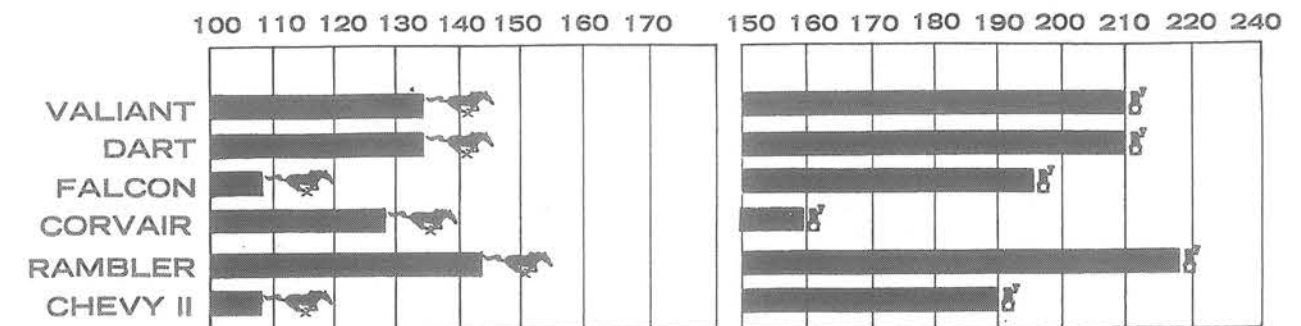 100 110 120 130 140 150 160 170 150 160 170 180 190 200 210 220 240
VALIANT
DART
FALCON
CORVAIR
RAMBLER
CHEVY II